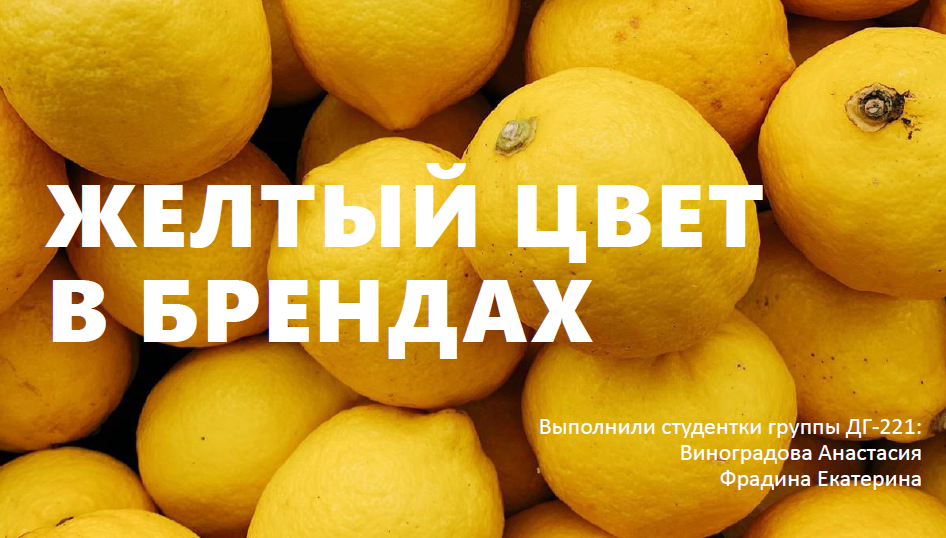 ЖЕЛТЫЙ ЦВЕТ
В БРЕНДАХ
Выполнили студентки группы ДГ-221:
Виноградова Анастасия
Фрадина Екатерина